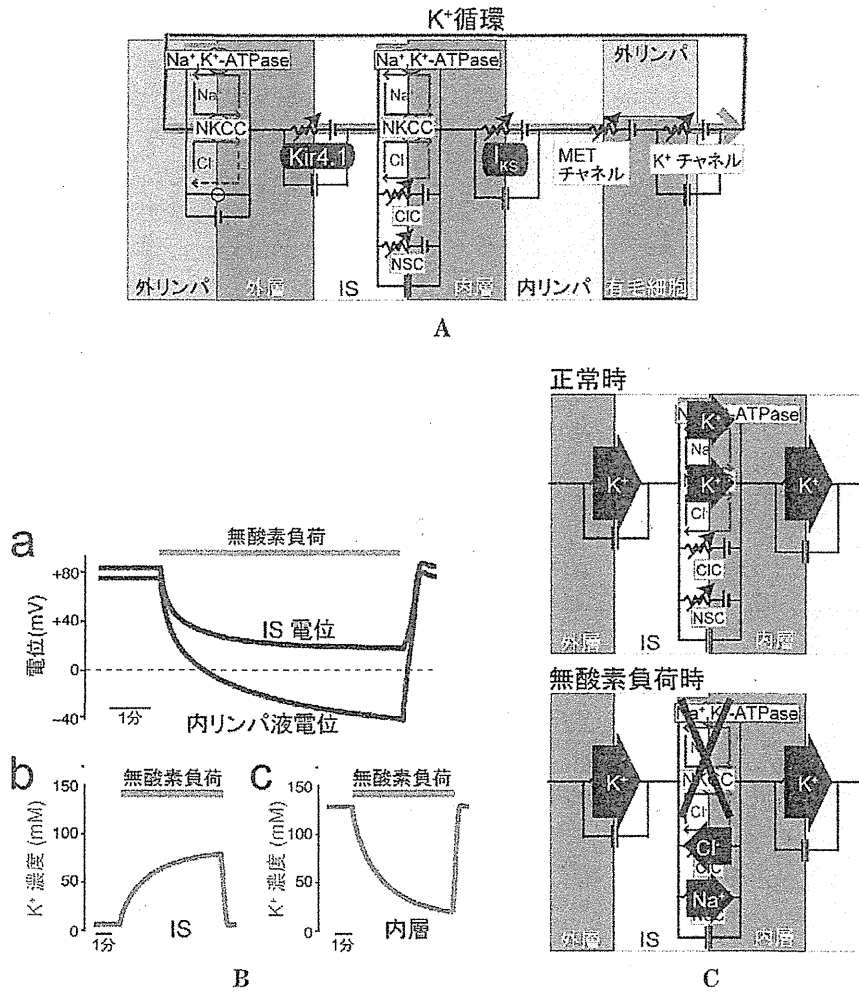 K⁺循環
外リンパ
Na⁺,K⁺-ATPase
Na⁺,K⁺-ATPase
Na
Na
NKCC
NKCC
Cl
Cl
Kir4.1
IKS
MET
チャネル
K⁺ チャネル
ClC
NSC
外リンパ
外層
IS
内層
内リンパ
有毛細胞
A
a
無酸素負荷
電位(mV)
+80
+40
0
−40
IS 電位
内リンパ液電位
1分
b
無酸素負荷
K⁺ 濃度 (mM)
150
100
50
0
1分
IS
c
無酸素負荷
K⁺ 濃度 (mM)
150
100
50
0
1分
内層
B
正常時
-ATPase
K⁺
Na
K⁺
K⁺
K⁺
Cl
ClC
NSC
外層
IS
内層
無酸素負荷時
Na⁺,K⁺-ATPase
K⁺
K⁺
Cl⁻
Cl⁻
Na⁺
外層
IS
内層
C